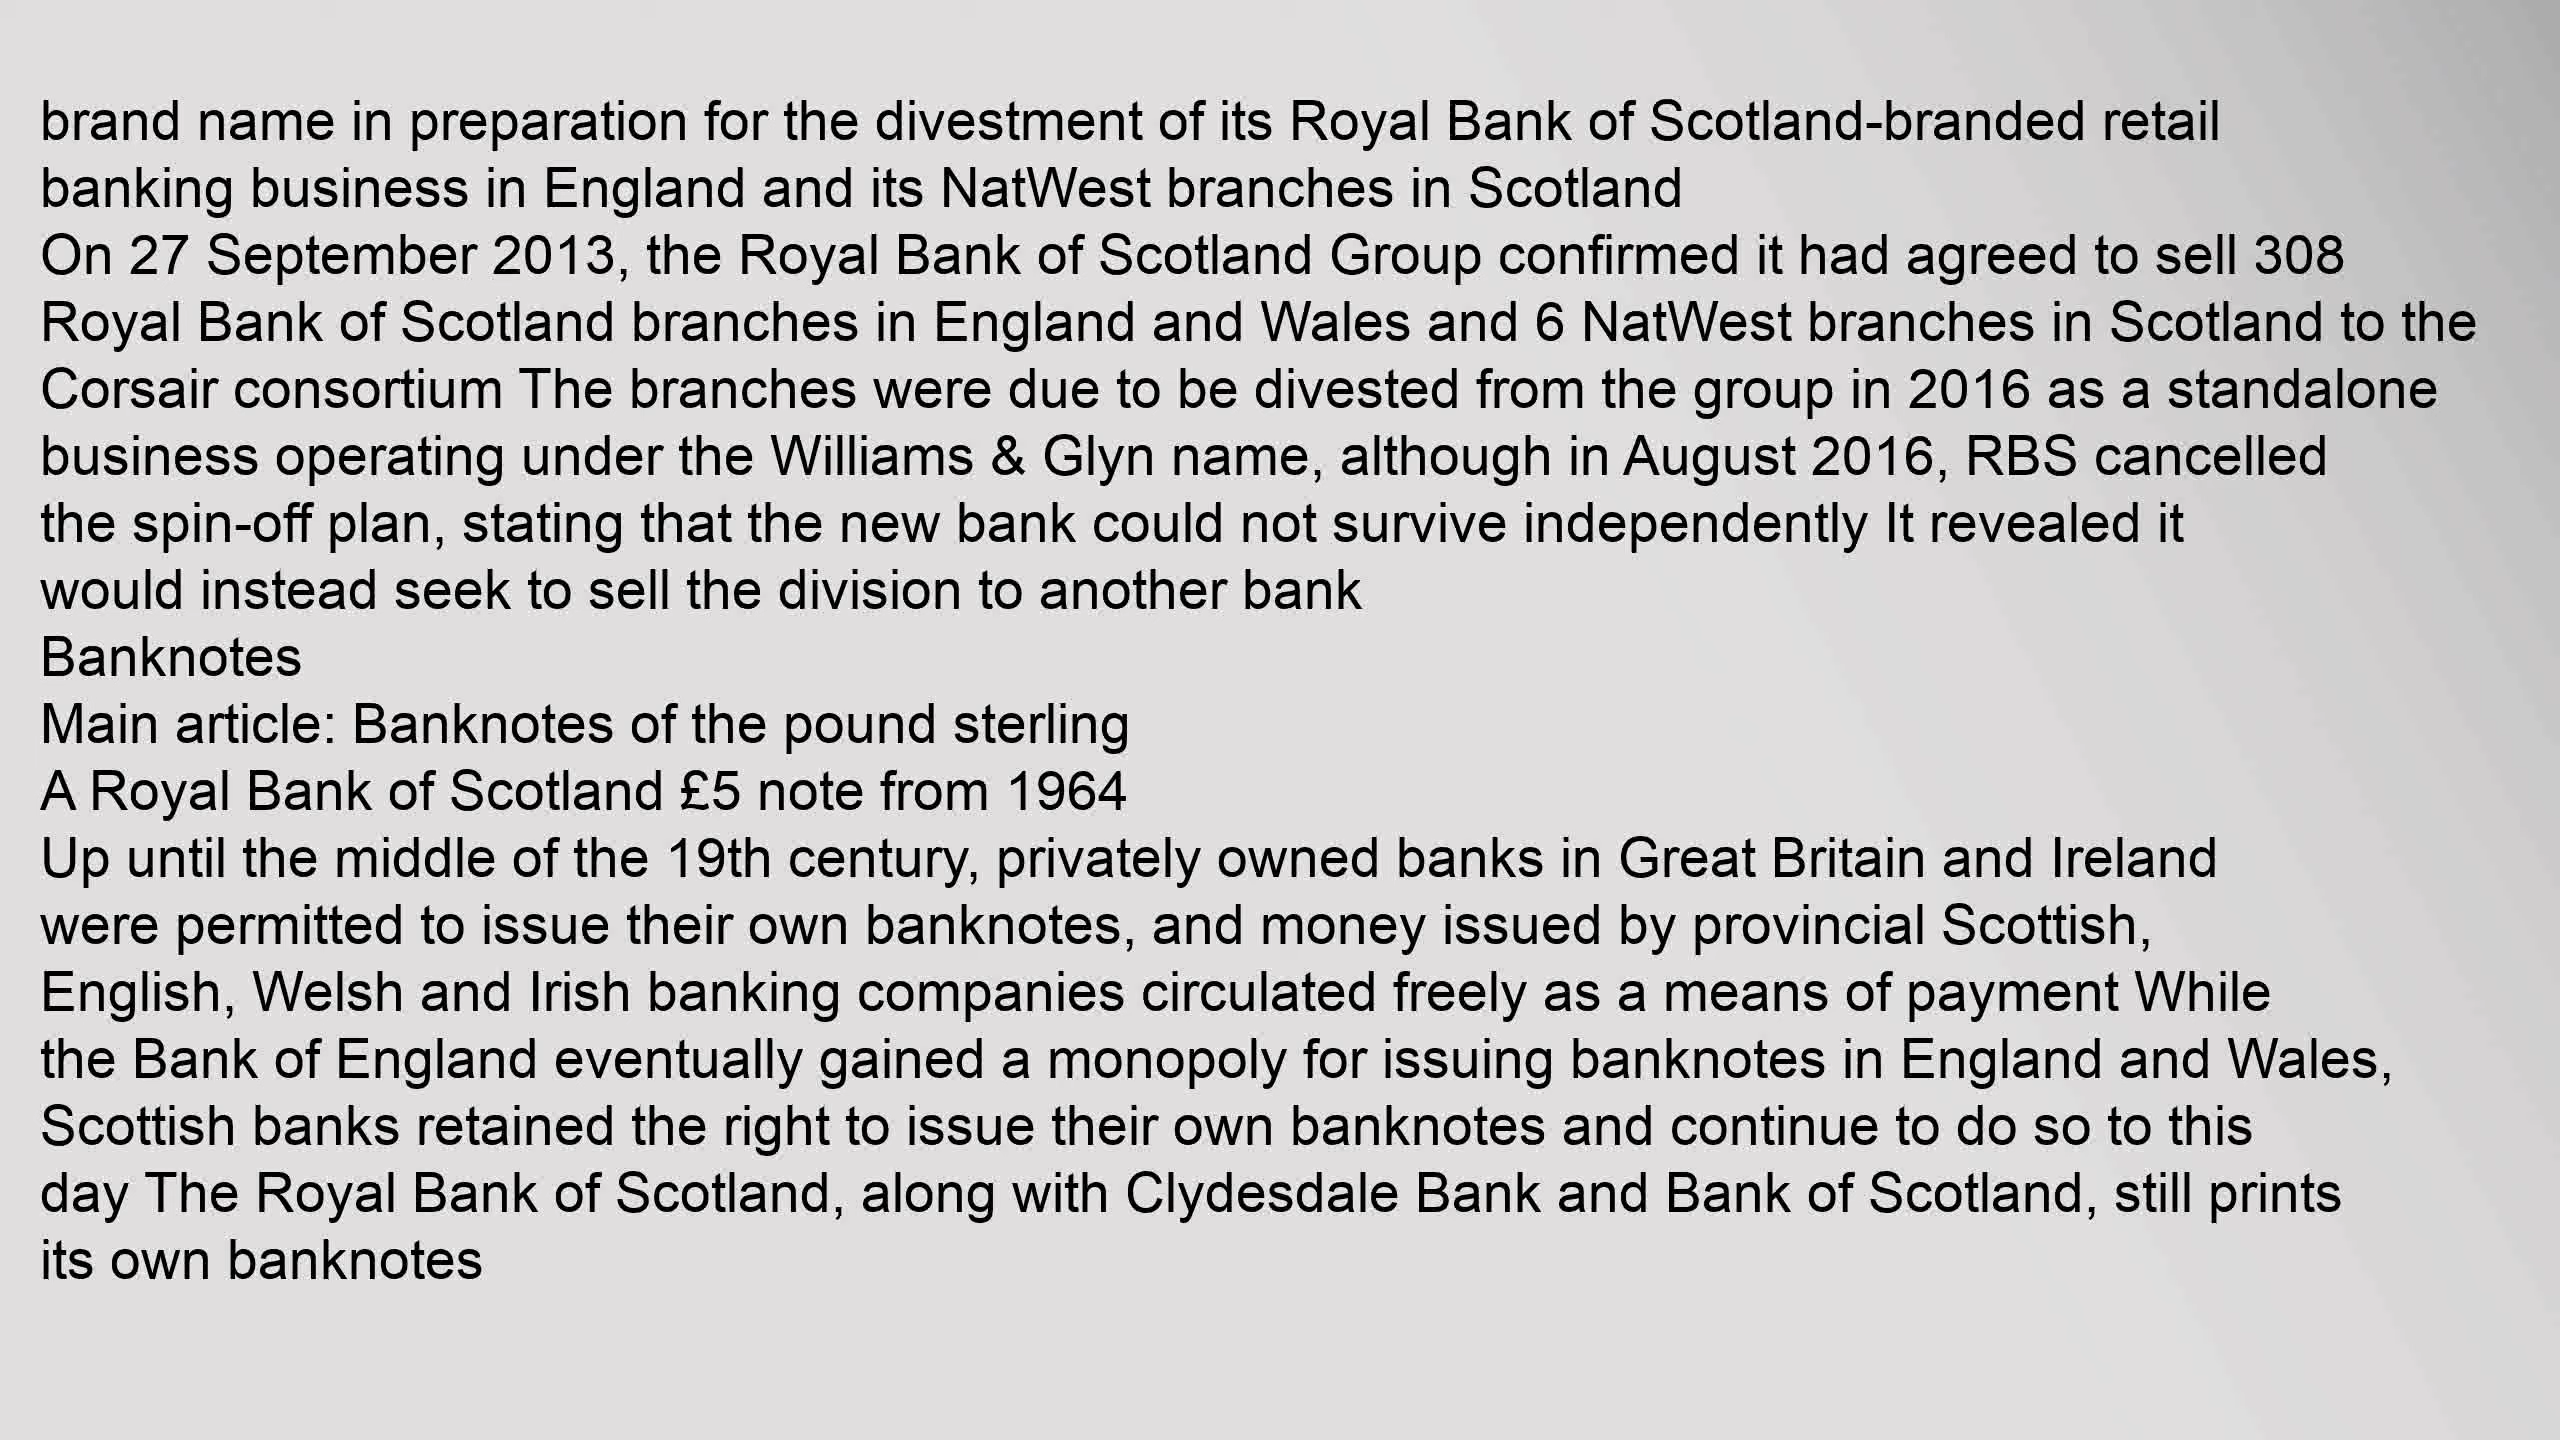 brand name in preparation for the divestment of its Royal Bank of Scotland-branded retail
banking business in England and its NatWest branches in Scotland
On 27 September 2013, the Royal Bank of Scotland Group confirmed it had agreed to sell 308
Royal Bank of Scotland branches in England and Wales and 6 NatWest branches in Scotland to the
Corsair consortium The branches were due to be divested from the group in 2016 as a standalone
business operating under the Williams & Glyn name, although in August 2016, RBS cancelled
the spin-off plan, stating that the new bank could not survive independently It revealed it
would instead seek to sell the division to another bank
Banknotes
Main article: Banknotes of the pound sterling
A Royal Bank of Scotland £5 note from 1964
Up until the middle of the 19th century, privately owned banks in Great Britain and Ireland
were permitted to issue their own banknotes, and money issued by provincial Scottish,
English, Welsh and Irish banking companies circulated freely as a means of payment While
the Bank of England eventually gained a monopoly for issuing banknotes in England and Wales,
Scottish banks retained the right to issue their own banknotes and continue to do so to this
day The Royal Bank of Scotland, along with Clydesdale Bank and Bank of Scotland, still prints
its own banknotes